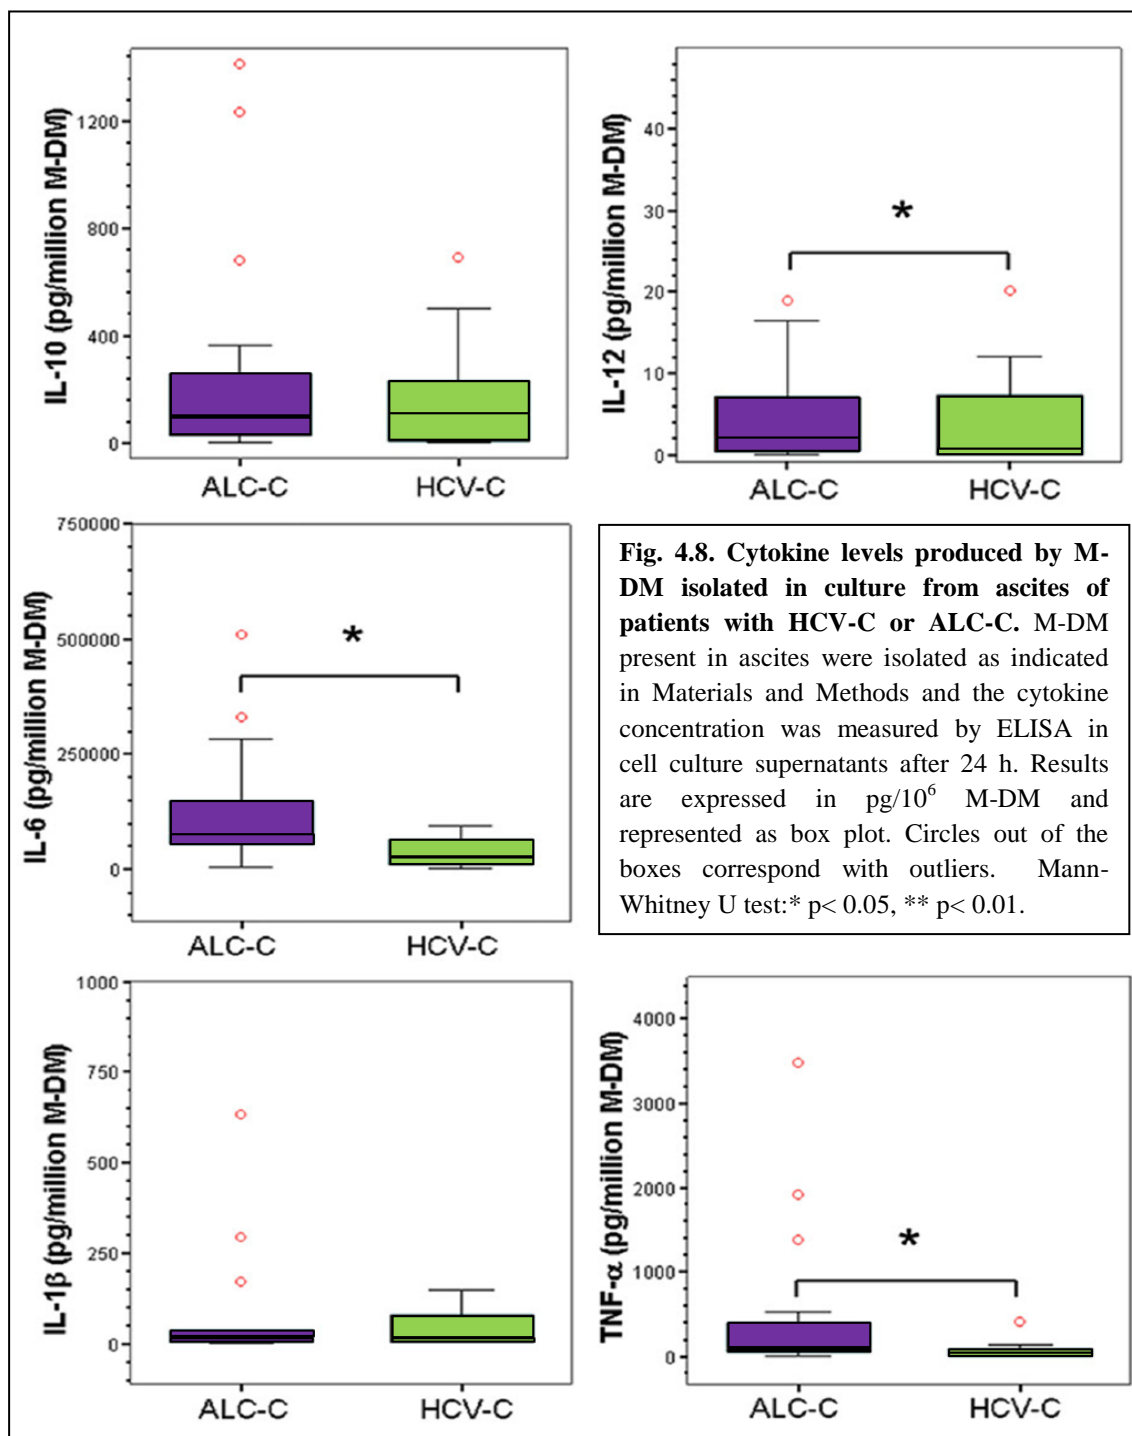 IL-10 (pg/million M-DM)
1200
800
400
0
ALC-C
HCV-C
IL-12 (pg/million M-DM)
40
30
20
10
0
*
ALC-C
HCV-C
IL-6 (pg/million M-DM)
750000
500000
250000
0
*
ALC-C
HCV-C
Fig. 4.8. Cytokine levels produced by M-
DM isolated in culture from ascites of
patients with HCV-C or ALC-C. M-DM
present in ascites were isolated as indicated
in Materials and Methods and the cytokine
concentration was measured by ELISA in
cell culture supernatants after 24 h. Results
are expressed in pg/10⁶ M-DM and
represented as box plot. Circles out of the
boxes correspond with outliers. Mann-
Whitney U test:* p< 0.05, ** p< 0.01.
IL-1β (pg/million M-DM)
1000
750
500
250
0
ALC-C
HCV-C
TNF-α (pg/million M-DM)
4000
3000
2000
1000
0
*
ALC-C
HCV-C